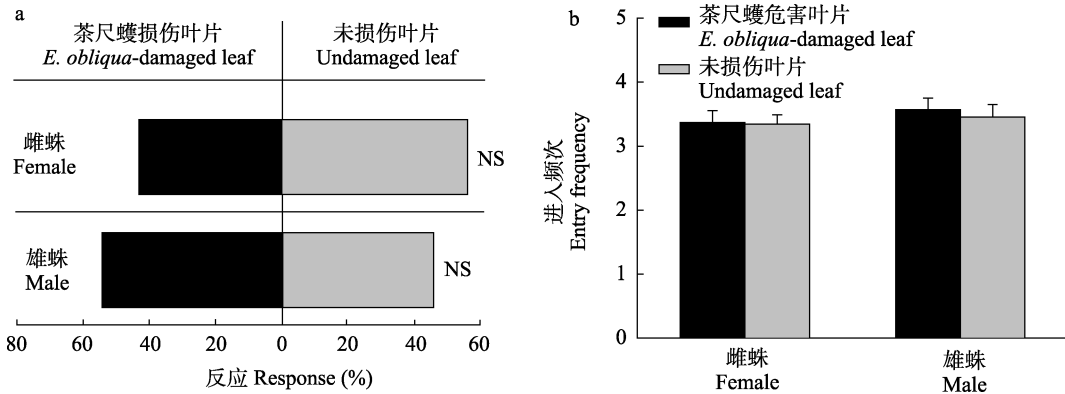 a
茶尺蠖损伤叶片
E. obliqua-damaged leaf
未损伤叶片
Undamaged leaf
雌蛛
Female
NS
雄蛛
Male
NS
80 60 40 20 0 20 40 60
反应 Response (%)
b
茶尺蠖危害叶片
E. obliqua-damaged leaf
未损伤叶片
Undamaged leaf
进入频次
Entry frequency
5
4
3
2
1
0
雌蛛
Female
雄蛛
Male